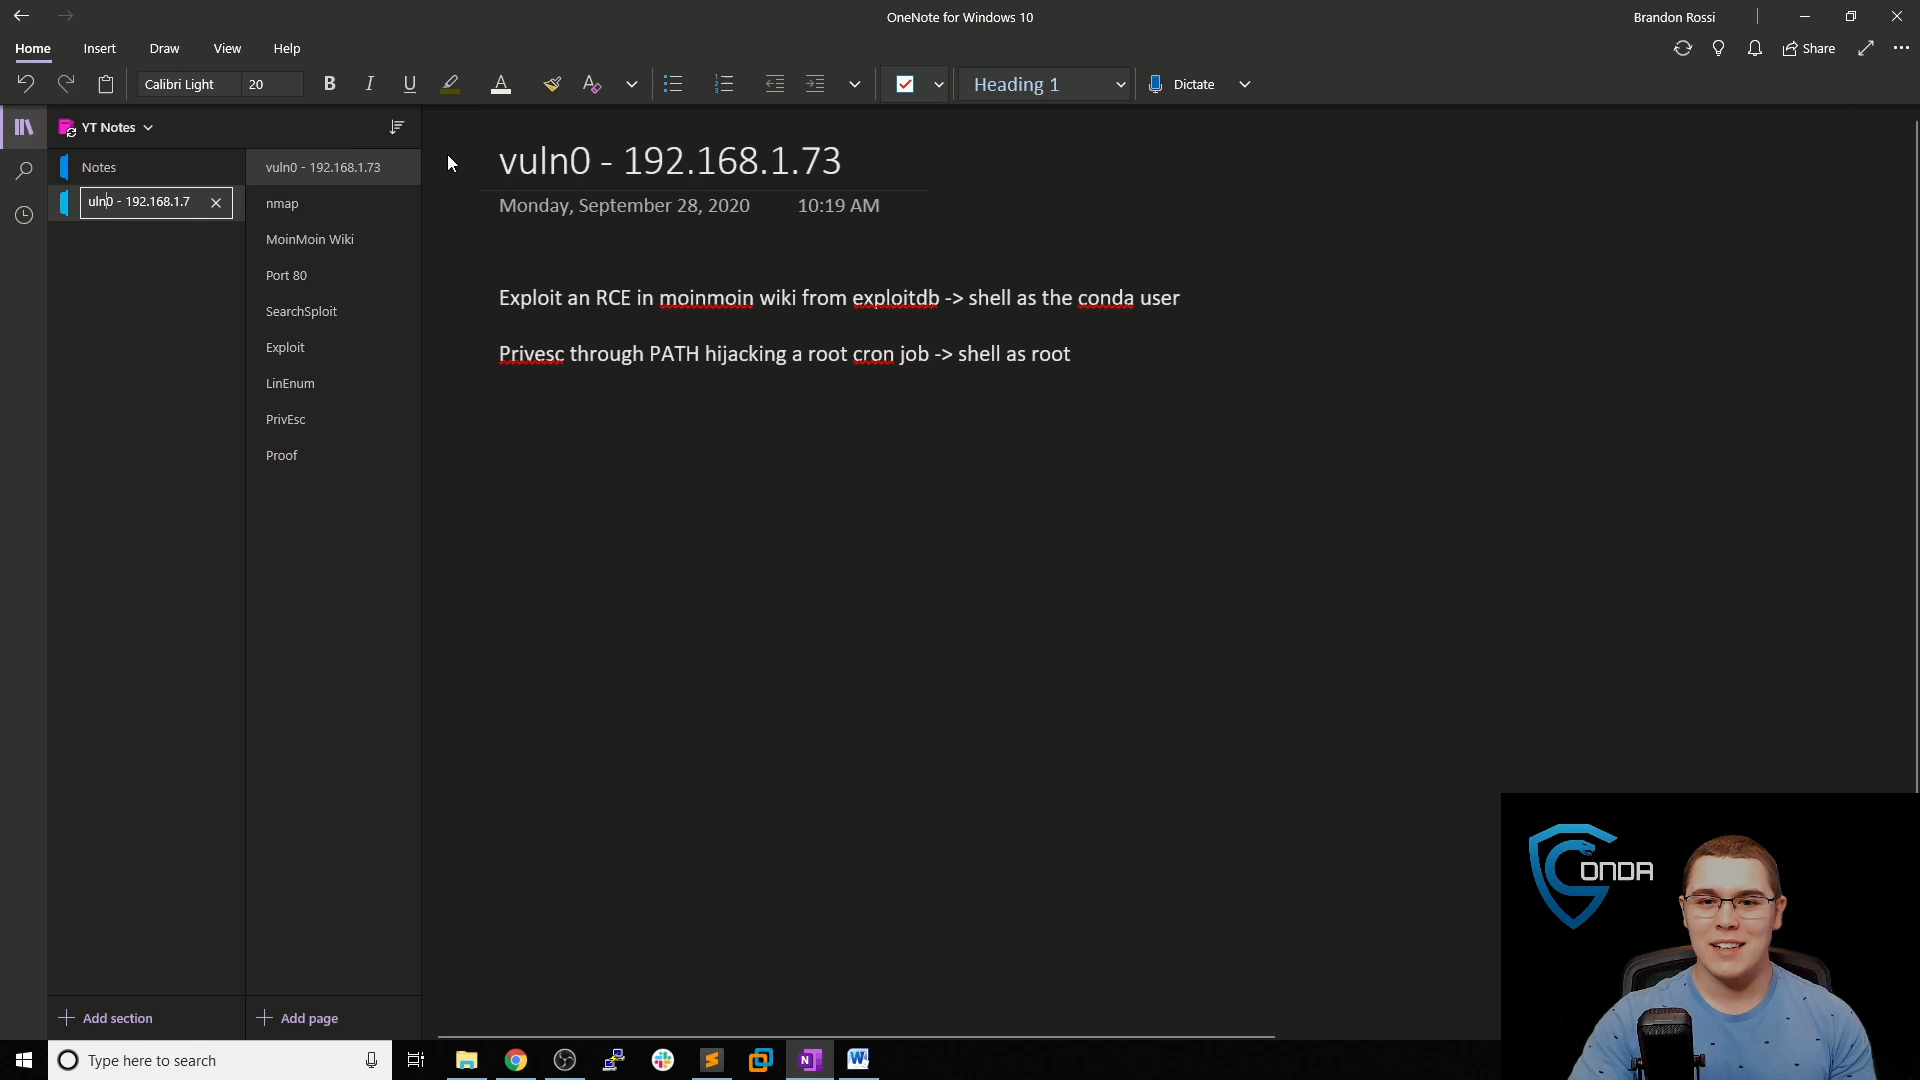 OneNote for Windows 10
Brandon Rossi
Home
Insert
Draw
View
Help
Share
Calibri Light
20
B
I
U
A
A
Heading 1
Dictate
YT Notes
Notes
uln0 - 192.168.1.7
vuln0 - 192.168.1.73
nmap
MoinMoin Wiki
Port 80
SearchSploit
Exploit
LinEnum
PrivEsc
Proof
vuln0 - 192.168.1.73
Monday, September 28, 2020
10:19 AM
Exploit an RCE in moinmoin wiki from exploitdb -> shell as the conda user
Privesc through PATH hijacking a root cron job -> shell as root
CONDA
Add section
Add page
Type here to search